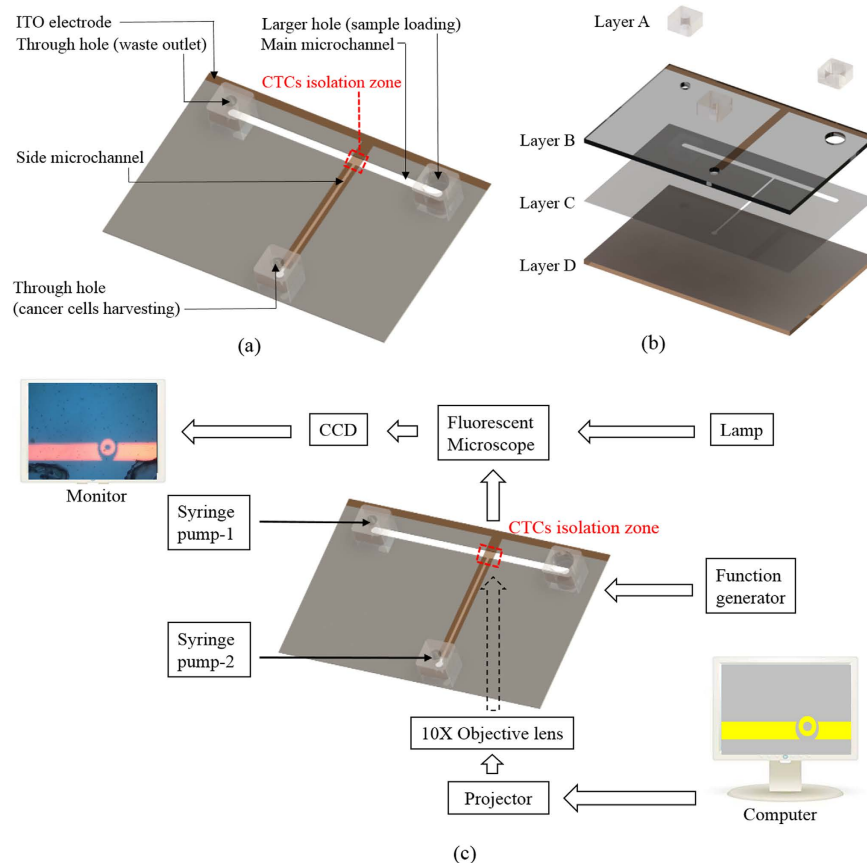 ITO electrode
Through hole (waste outlet)
Larger hole (sample loading)
Main microchannel
CTCs isolation zone
Side microchannel
Through hole
(cancer cells harvesting)
(a)
Layer A
Layer B
Layer C
Layer D
(b)
Monitor
CCD
Fluorescent
Microscope
Lamp
Syringe
pump-1
CTCs isolation zone
Function
generator
Syringe
pump-2
10X Objective lens
Projector
Computer
(c)